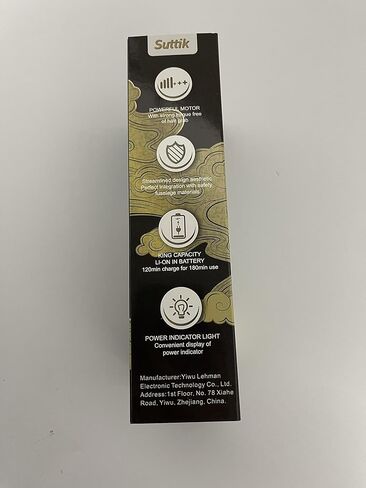 Suttik
POWERFUL MOTOR
With strong torque free
of hair grab
Streamlined design aesthetic
Perfect integration with safety,
fuselage materials
KING CAPACITY
LI-ON IN BATTERY
120min charge for 180min use
POWER INDICATOR LIGHT
Convenient display of
power indicator
Manufacturer:Yiwu Lehman
Electronic Technology Co., Ltd.
Address:1st Floor, No. 78 Xiahe
Road, Yiwu, Zhejiang, China.